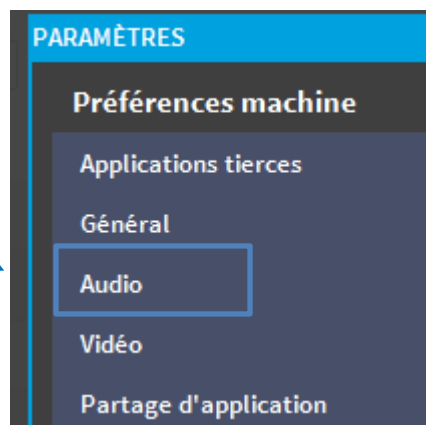 PARAMÈTRES
Préférences machine
Applications tierces
Général
Audio
Vidéo
Partage d'application